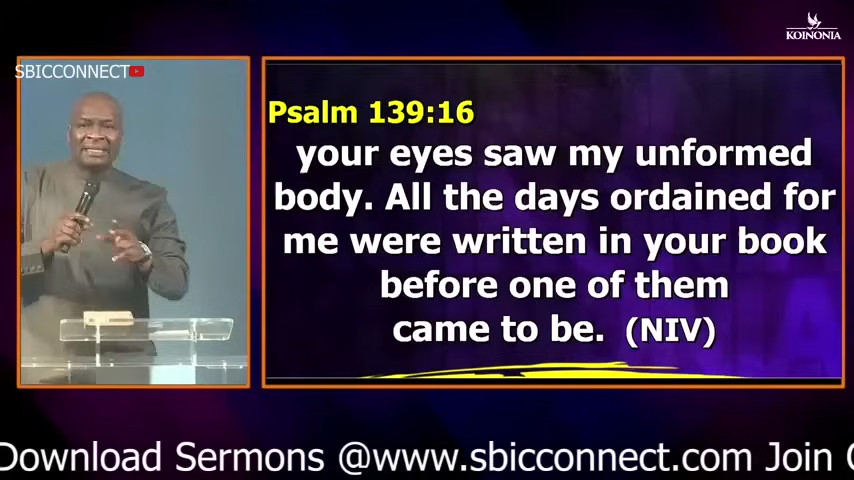 KOINONIA
SBICCONNECT
Psalm 139:16
your eyes saw my unformed
body. All the days ordained for
me were written in your book
before one of them
came to be. (NIV)
Download Sermons @www.sbicconnect.com Join